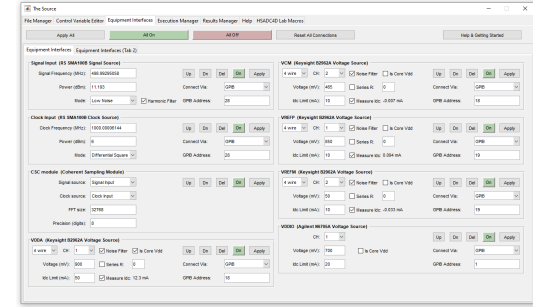 The Source
File Manager Control Variable Editor Equipment Interfaces Execution Manager Results Manager Help HSADC4D Lab Macros
Apply All All On All Off Reset All Connections Help & Getting Started
Equipment Interfaces Equipment Interfaces (Tab 2)
Signal Input (RS SMA100B Signal Source)
Signal Frequency (MHz): 499.99295058 Up Dn Del On Apply
Power (dBm): 11.193 Connect Via: GPIB
Mode: Low Noise Harmonic Filter GPIB Address: 28
Clock Input (RS SMA100B Clock Source)
Clock Frequency (MHz): 1000.00006144 Up Dn Del On Apply
Power (dBm): 6 Connect Via: GPIB
Mode: Differential Square GPIB Address: 28
CSC module (Coherent Sampling Module)
Signal source: Signal Input Up Dn Del On Apply
Clock source: Clock Input
FFT size: 32768
Precision (digits): 8
VDDA (Keysight B2962A Voltage Source)
4 wire CH: 1 Noise Filter Is Core Vdd Up Dn Del On Apply
Voltage (mV): 900 Series R: 0 Connect Via: GPIB
Idc Limit (mA): 50 Measure Idc: 12.3 mA GPIB Address: 18
VCM (Keysight B2962A Voltage Source)
4 wire CH: 2 Noise Filter Is Core Vdd Up Dn Del On Apply
Voltage (mV): 465 Series R: 0 Connect Via: GPIB
Idc Limit (mA): 10 Measure Idc: -0.007 mA GPIB Address: 18
VREFP (Keysight B2962A Voltage Source)
4 wire CH: 1 Noise Filter Is Core Vdd Up Dn Del On Apply
Voltage (mV): Series R: 0 Connect Via: GPIB
Idc Limit (mA): 10 Measure Idc: 0.094 mA GPIB Address: 19
VREFM (Keysight B2962A Voltage Source)
4 wire CH: 2 Noise Filter Is Core Vdd Up Dn Del On Apply
Voltage (mV): 50 Series R: 0 Connect Via: GPIB
Idc Limit (mA): 10 Measure Idc: -0.033 mA GPIB Address:
VDDIO (Agilent N6705A Voltage Source)
CH: 1 Up Dn Del On Apply
Voltage (mV): 700 Is Core Vdd Connect Via: GPIB
Idc Limit (mA): 20 GPIB Address: 1